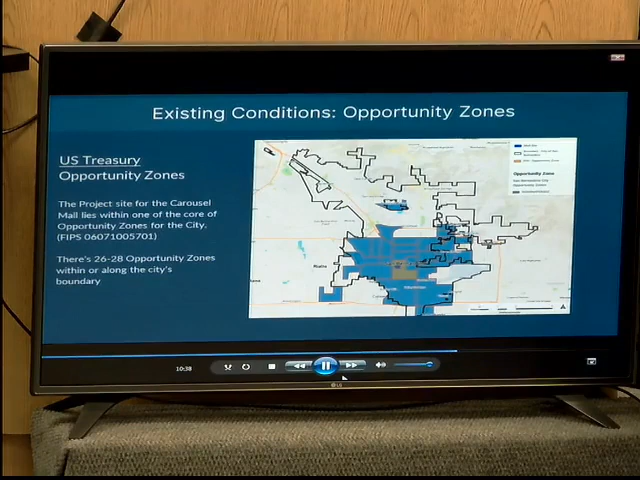 Existing Conditions: Opportunity Zones
US Treasury
Opportunity Zones
The Project site for the Carousel
Mall lies within one of the core of
Opportunity Zones for the City,
(FIPS 06071005701)
There's 26-28 Opportunity Zones
within or along the city's
boundary
Opportunity Zone
Rialto
10:38
LG